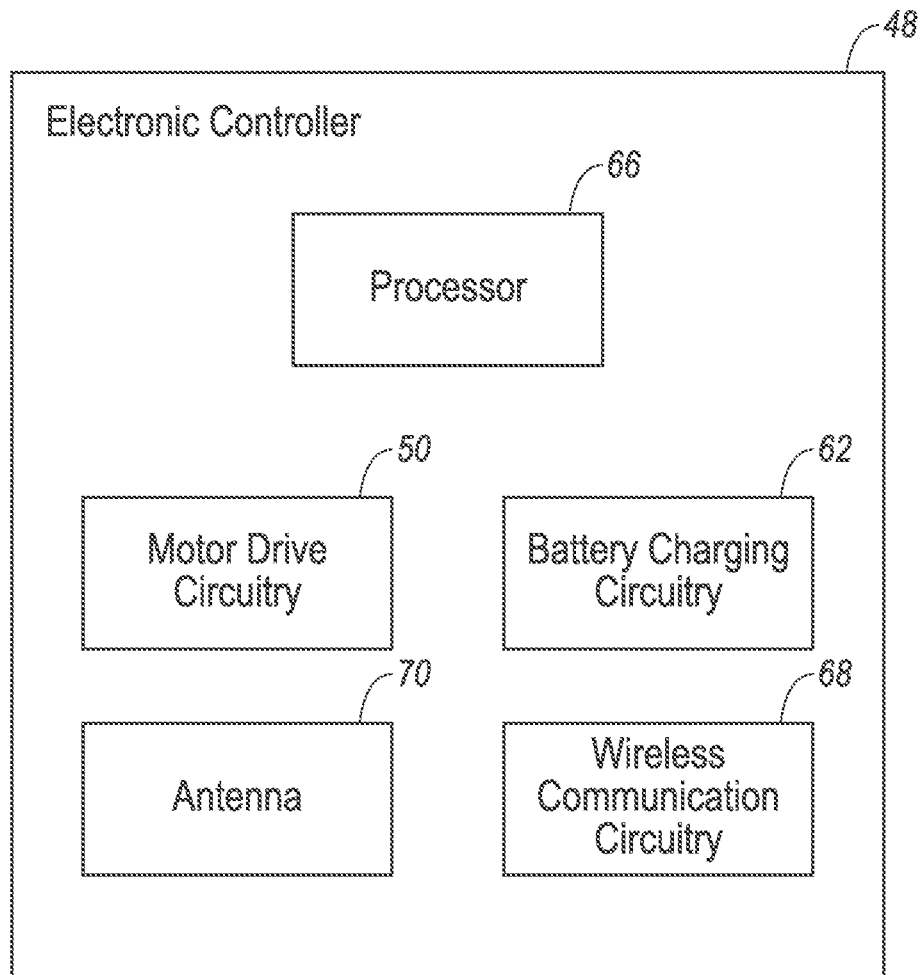 48
Electronic Controller
66
Processor
50
Motor Drive
Circuitry
62
Battery Charging
Circuitry
70
Antenna
68
Wireless
Communication
Circuitry